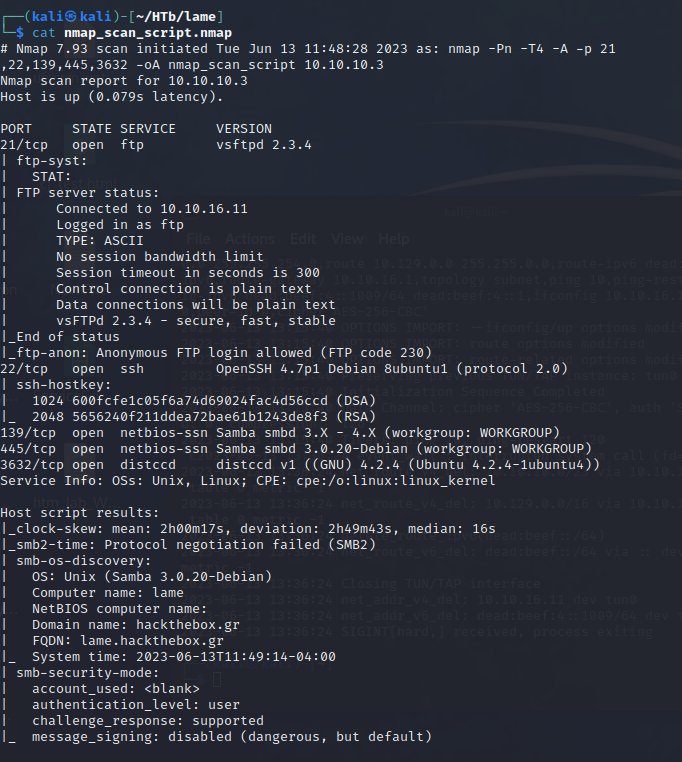 ┌──(kali㉿kali)-[~/HTb/lame]
└─$ cat nmap_scan_script.nmap
# Nmap 7.93 scan initiated Tue Jun 13 11:48:28 2023 as: nmap -Pn -T4 -A -p 21
,22,139,445,3632 -oA nmap_scan_script 10.10.10.3
Nmap scan report for 10.10.10.3
Host is up (0.079s latency).

PORT     STATE SERVICE     VERSION
21/tcp   open  ftp         vsftpd 2.3.4
| ftp-syst:
|   STAT:
| FTP server status:
|      Connected to 10.10.16.11
|      Logged in as ftp
|      TYPE: ASCII
|      No session bandwidth limit
|      Session timeout in seconds is 300
|      Control connection is plain text
|      Data connections will be plain text
|      vsFTPd 2.3.4 - secure, fast, stable
|_End of status
|_ftp-anon: Anonymous FTP login allowed (FTP code 230)
22/tcp   open  ssh         OpenSSH 4.7p1 Debian 8ubuntu1 (protocol 2.0)
| ssh-hostkey:
|   1024 600fcfe1c05f6a74d69024fac4d56ccd (DSA)
|_  2048 5656240f211ddea72bae61b1243de8f3 (RSA)
139/tcp  open  netbios-ssn Samba smbd 3.X - 4.X (workgroup: WORKGROUP)
445/tcp  open  netbios-ssn Samba smbd 3.0.20-Debian (workgroup: WORKGROUP)
3632/tcp open  distccd     distccd v1 ((GNU) 4.2.4 (Ubuntu 4.2.4-1ubuntu4))
Service Info: OSs: Unix, Linux; CPE: cpe:/o:linux:linux_kernel

Host script results:
|_clock-skew: mean: 2h00m17s, deviation: 2h49m43s, median: 16s
|_smb2-time: Protocol negotiation failed (SMB2)
| smb-os-discovery:
|   OS: Unix (Samba 3.0.20-Debian)
|   Computer name: lame
|   NetBIOS computer name:
|   Domain name: hackthebox.gr
|   FQDN: lame.hackthebox.gr
|_  System time: 2023-06-13T11:49:14-04:00
| smb-security-mode:
|   account_used: <blank>
|   authentication_level: user
|   challenge_response: supported
|_  message_signing: disabled (dangerous, but default)